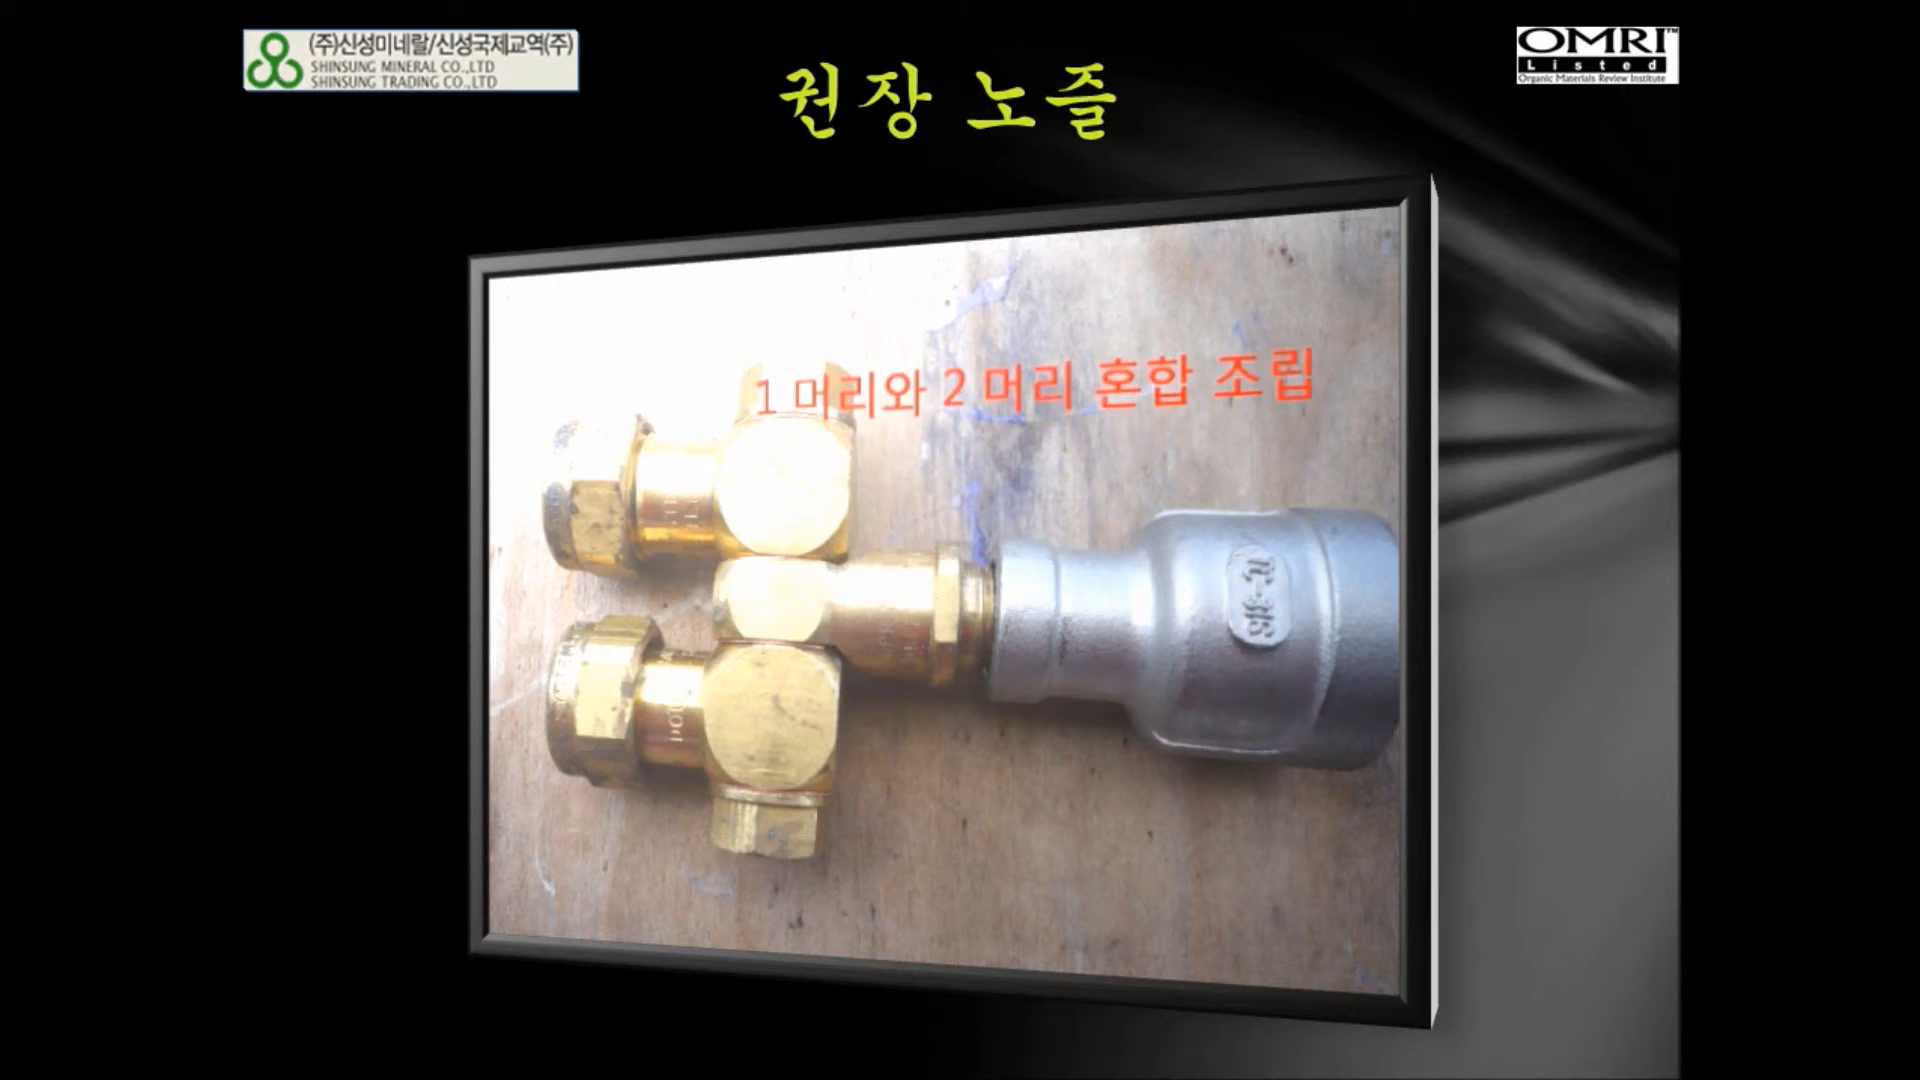 (주)신성미네랄/신성국제교역(주)
SHINSUNG MINERAL CO.,LTD
SHINSUNG TRADING CO.,LTD
권장 노즐
OMRI™
Listed
Organic Materials Review Institute
1 머리와 2 머리 혼합 조립